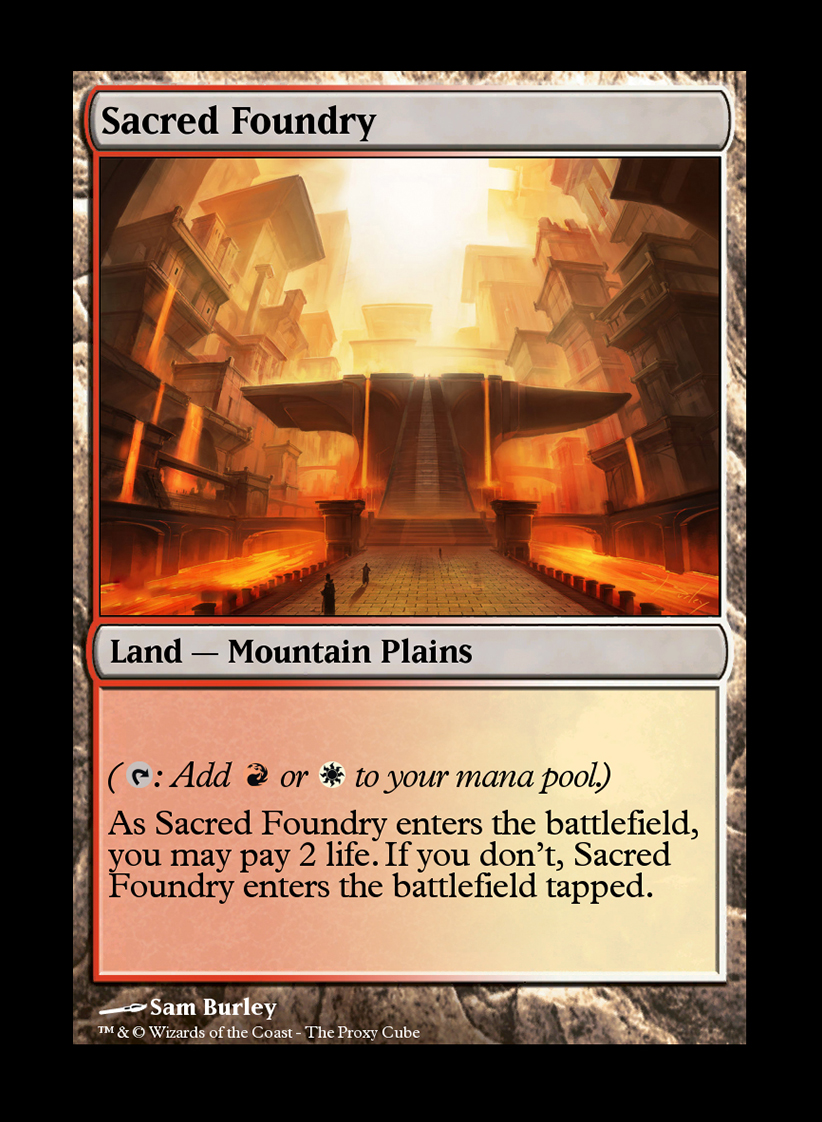 Sacred Foundry
Land — Mountain Plains
( : Add or to your mana pool.)
As Sacred Foundry enters the battlefield,
you may pay 2 life. If you don't, Sacred
Foundry enters the battlefield tapped.
Sam Burley
™ & © Wizards of the Coast - The Proxy Cube